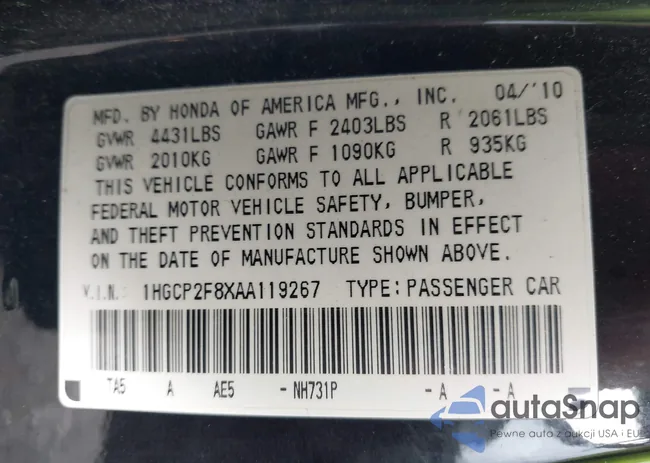 MFD. BY HONDA OF AMERICA MFG., INC. 04/'10
GVWR 4431LBS GAWR F 2403LBS R 2061LBS
GVWR 2010KG GAWR F 1090KG R 935KG
THIS VEHICLE CONFORMS TO ALL APPLICABLE
FEDERAL MOTOR VEHICLE SAFETY, BUMPER,
AND THEFT PREVENTION STANDARDS IN EFFECT
ON THE DATE OF MANUFACTURE SHOWN ABOVE.
V.I.N.: 1HGCP2F8XAA119267 TYPE: PASSENGER CAR
TA5 A AE5 -NH731P -A -A
autaSnap
Pewne auta z aukcji USA i EU